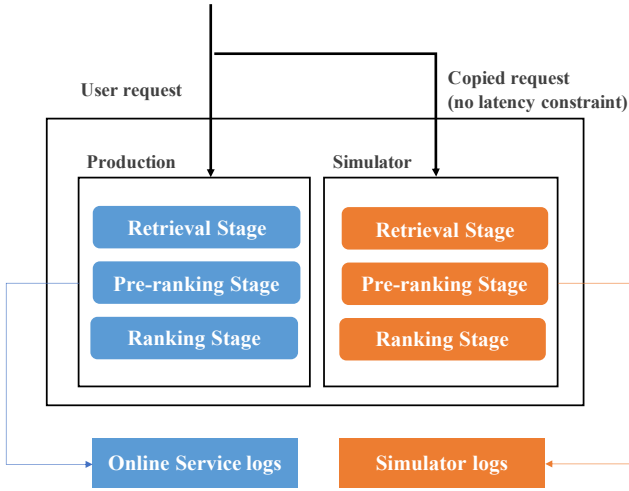 User request
Copied request
(no latency constraint)
Production
Simulator
Retrieval Stage
Retrieval Stage
Pre-ranking Stage
Pre-ranking Stage
Ranking Stage
Ranking Stage
Online Service logs
Simulator logs